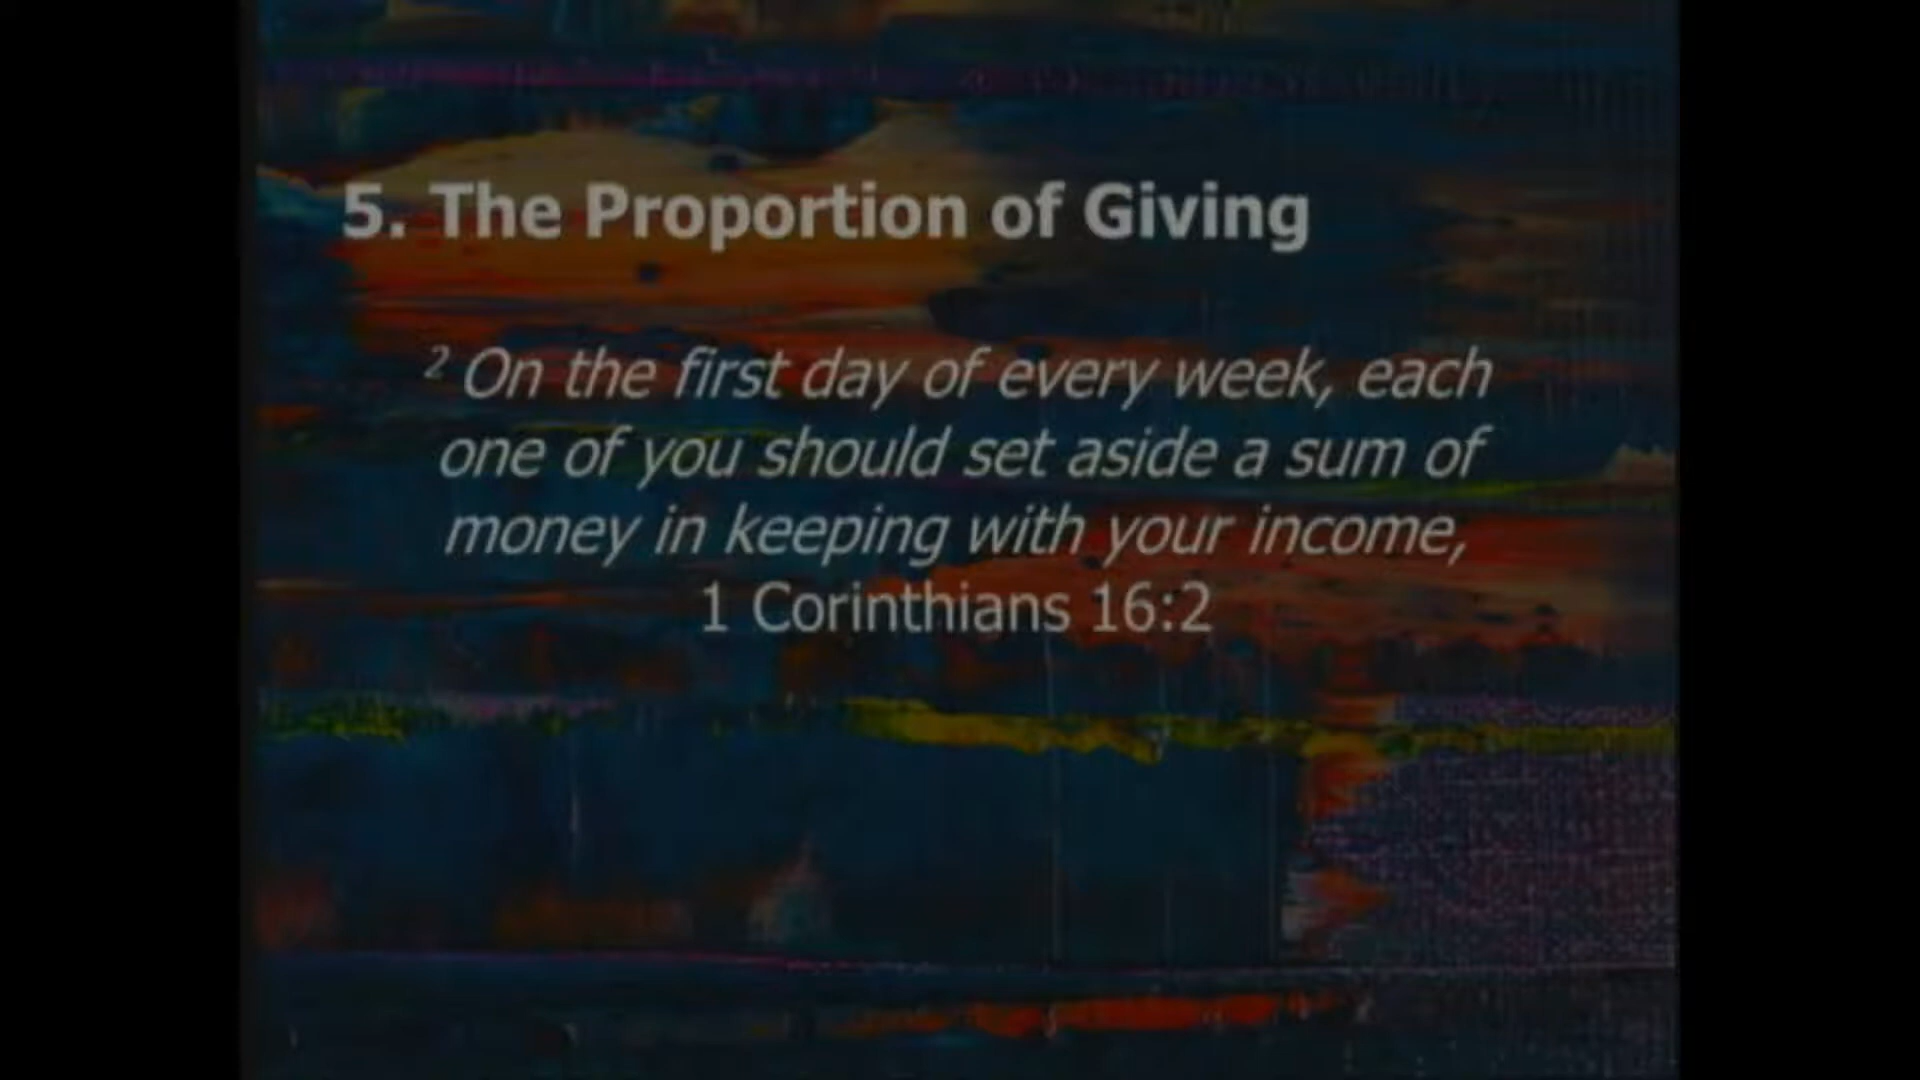 5. The Proportion of Giving
² On the first day of every week, each
one of you should set aside a sum of
money in keeping with your income,
1 Corinthians 16:2